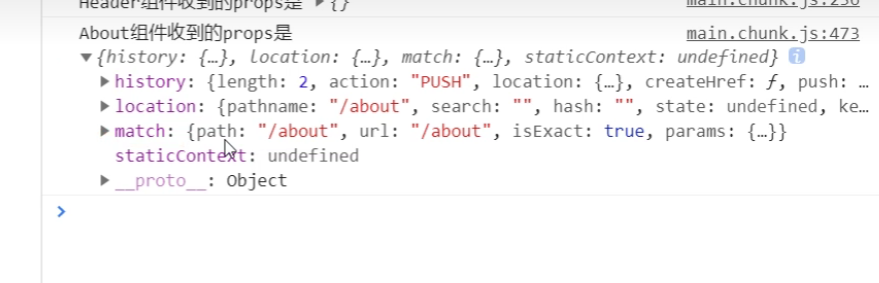 Header组件收到的props是 ▶{} main.chunk.js:256
About组件收到的props是 main.chunk.js:473
▼{history: {…}, location: {…}, match: {…}, staticContext: undefined} i
▶history: {length: 2, action: "PUSH", location: {…}, createHref: ƒ, push: …
▶location: {pathname: "/about", search: "", hash: "", state: undefined, ke…
▶match: {path: "/about", url: "/about", isExact: true, params: {…}}
staticContext: undefined
▶__proto__: Object
>